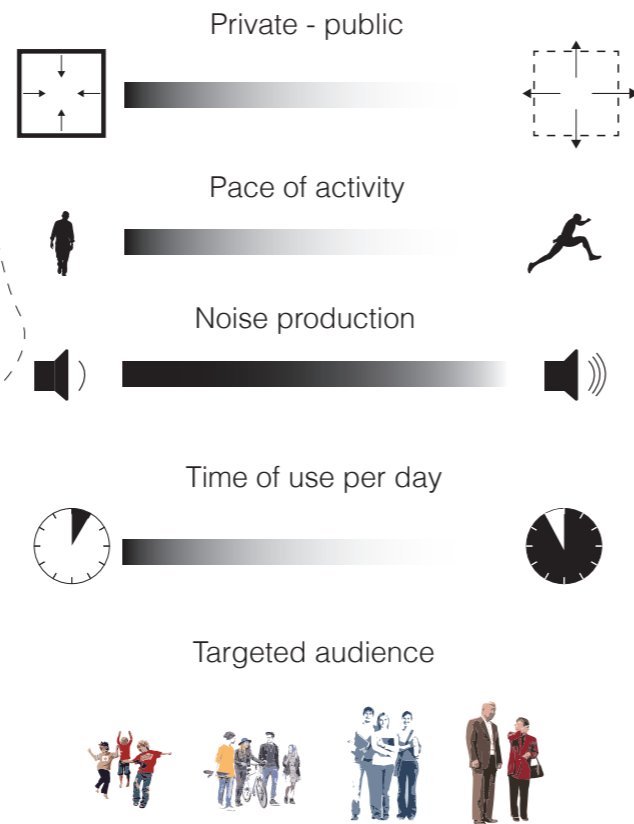 Private - public
Pace of activity
Noise production
Time of use per day
Targeted audience